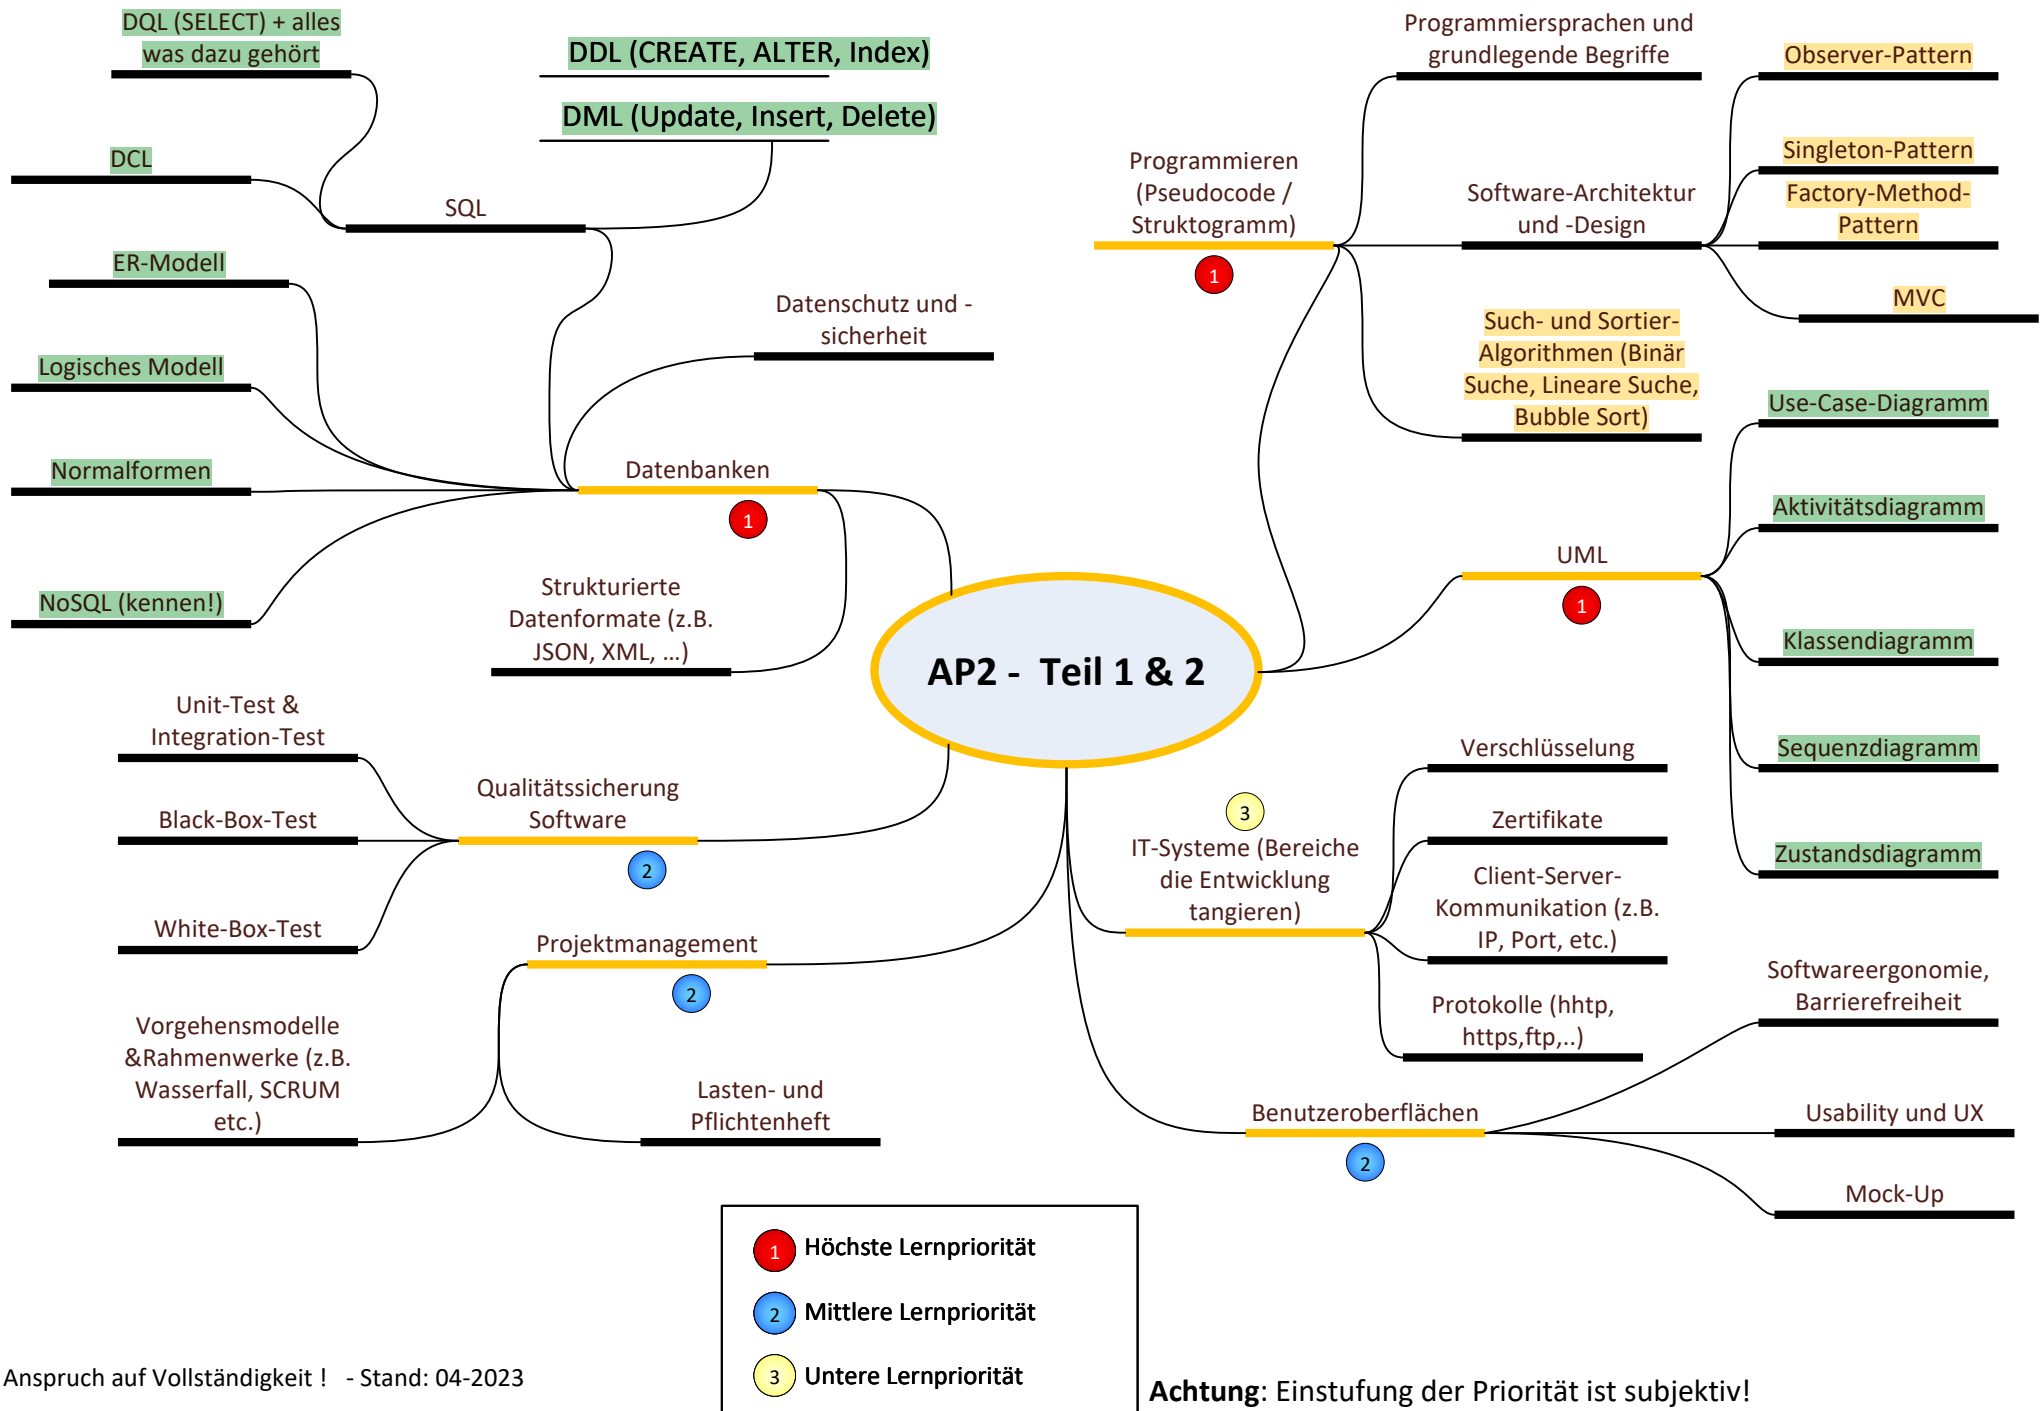 DQL (SELECT) + alles
was dazu gehört
DDL (CREATE, ALTER, Index)
DML (Update, Insert, Delete)
DCL
SQL
ER-Modell
Logisches Modell
Normalformen
NoSQL (kennen!)
Datenschutz und -
sicherheit
Datenbanken
1
Strukturierte
Datenformate (z.B.
JSON, XML, …)
Programmiersprachen und
grundlegende Begriffe
Programmieren
(Pseudocode /
Struktogramm)
1
Software-Architektur
und -Design
Observer-Pattern
Singleton-Pattern
Factory-Method-
Pattern
MVC
Such- und Sortier-
Algorithmen (Binär
Suche, Lineare Suche,
Bubble Sort)
UML
1
Use-Case-Diagramm
Aktivitätsdiagramm
Klassendiagramm
Sequenzdiagramm
Zustandsdiagramm
AP2 - Teil 1 & 2
Unit-Test &
Integration-Test
Black-Box-Test
White-Box-Test
Qualitätssicherung
Software
2
Projektmanagement
2
Vorgehensmodelle
&Rahmenwerke (z.B.
Wasserfall, SCRUM
etc.)
Lasten- und
Pflichtenheft
3
IT-Systeme (Bereiche
die Entwicklung
tangieren)
Verschlüsselung
Zertifikate
Client-Server-
Kommunikation (z.B.
IP, Port, etc.)
Protokolle (hhtp,
https,ftp,..)
Benutzeroberflächen
2
Softwareergonomie,
Barrierefreiheit
Usability und UX
Mock-Up
1 Höchste Lernpriorität
2 Mittlere Lernpriorität
3 Untere Lernpriorität
Anspruch auf Vollständigkeit ! - Stand: 04-2023
Achtung: Einstufung der Priorität ist subjektiv!